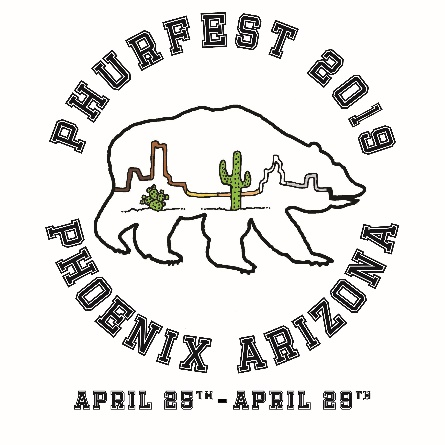 PHURFEST 2019
PHOENIX ARIZONA
APRIL 25TH - APRIL 29TH